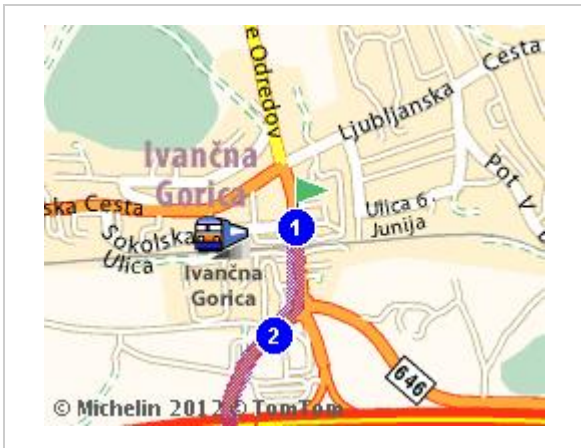 e Odredov
Cesta
Ljubljanska
Ivančna
Gorica
Pot V
ska Cesta
Ulica 6.
Junija
1
Sokolska
Ulica
Ivančna
Gorica
2
646
© Michelin 2012 © TomTom